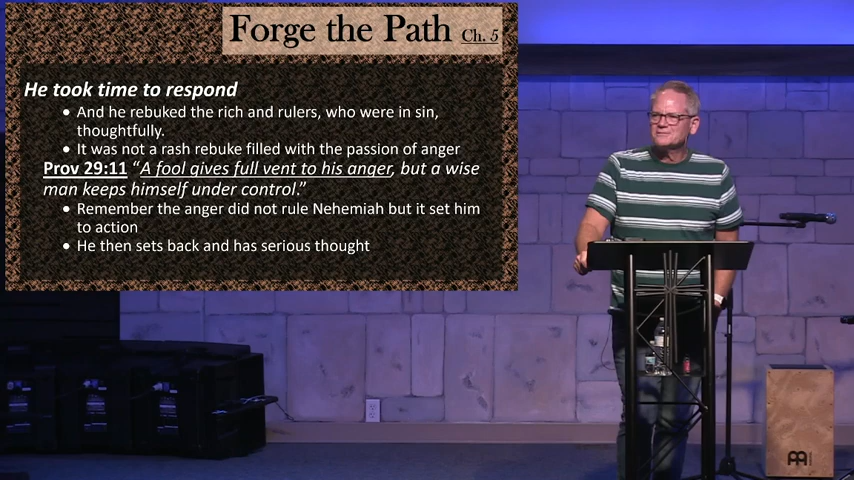 Forge the Path Ch. 5
He took time to respond
• And he rebuked the rich and rulers, who were in sin,
thoughtfully.
• It was not a rash rebuke filled with the passion of anger
Prov 29:11 “A fool gives full vent to his anger, but a wise
man keeps himself under control.”
• Remember the anger did not rule Nehemiah but it set him
to action
• He then sets back and has serious thought